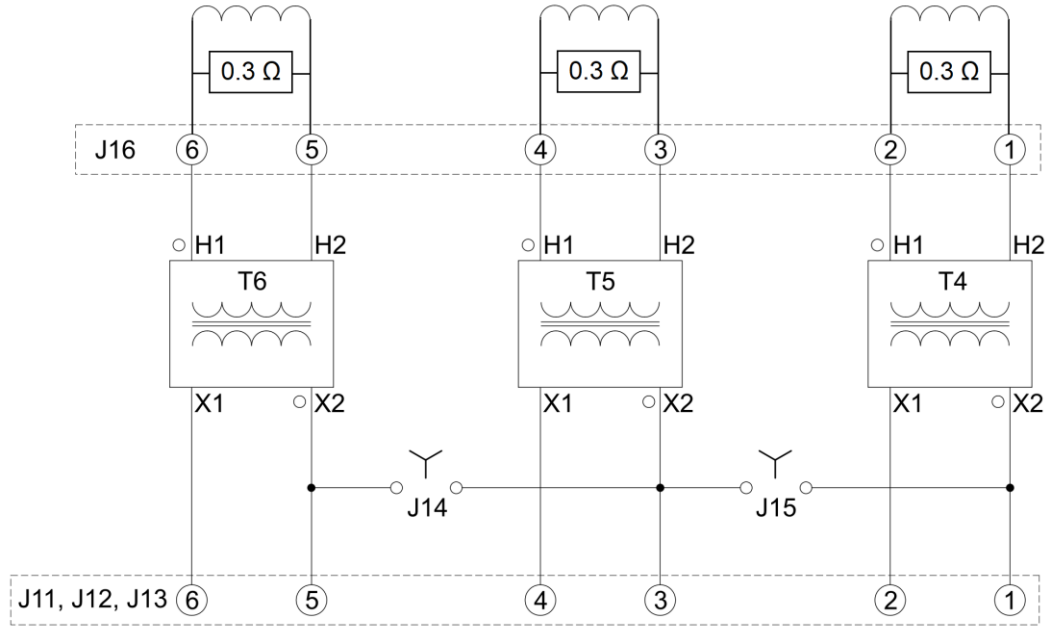 0.3 Ω 0.3 Ω 0.3 Ω
J16 6 5 4 3 2 1
H1 H2 H1 H2 H1 H2
T6 T5 T4
X1 X2 X1 X2 X1 X2
J14 J15
J11, J12, J13 6 5 4 3 2 1